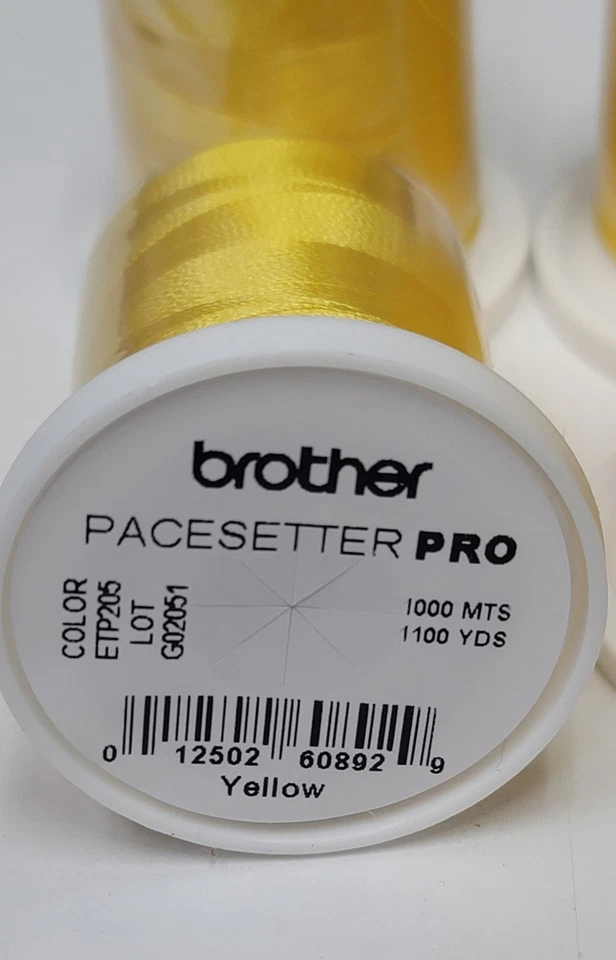 brother
PACESETTER PRO
COLOR
ETP205
LOT
G02051
1000 MTS
1100 YDS
0 12502 60892 9
Yellow